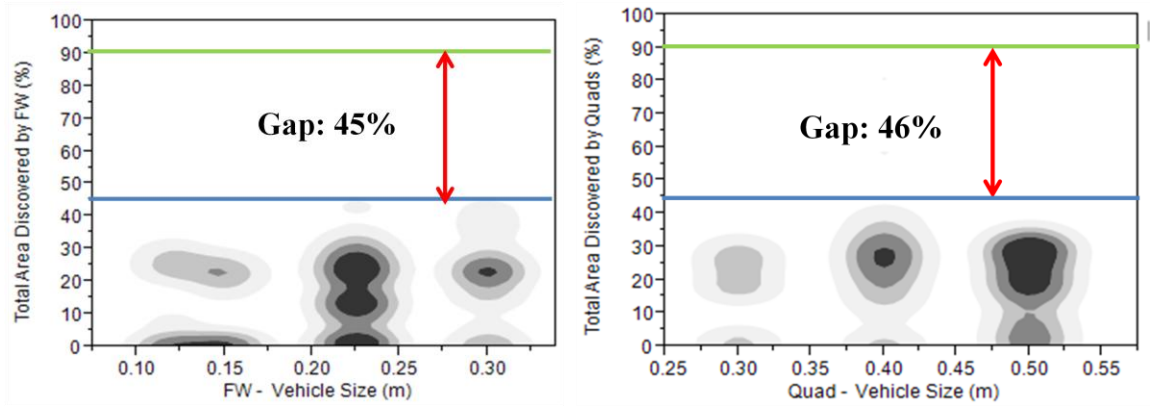 Total Area Discovered by FW (%)
100
90
80
70
60
50
40
30
20
10
0
Gap: 45%
0.10 0.15 0.20 0.25 0.30
FW - Vehicle Size (m)
Total Area Discovered by Quads (%)
100
90
80
70
60
50
40
30
20
10
0
Gap: 46%
0.25 0.30 0.35 0.40 0.45 0.50 0.55
Quad - Vehicle Size (m)